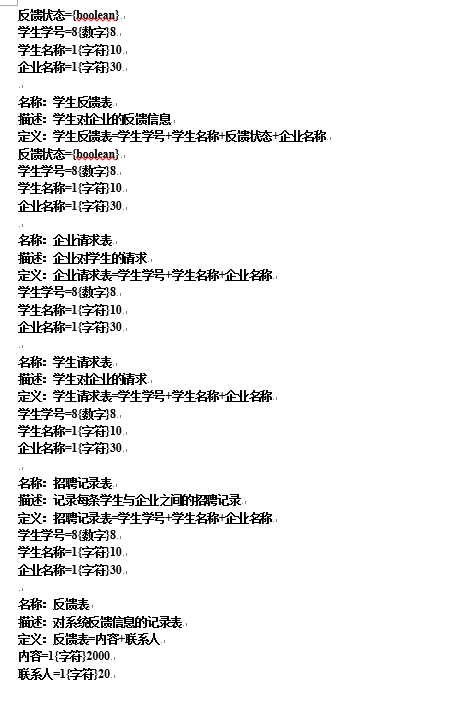 反馈状态={boolean}
学生学号=8{数字}8
学生名称=1{字符}10
企业名称=1{字符}30
名称：学生反馈表
描述：学生对企业的反馈信息
定义：学生反馈表=学生学号+学生名称+反馈状态+企业名称
反馈状态={boolean}
学生学号=8{数字}8
学生名称=1{字符}10
企业名称=1{字符}30
名称：企业请求表
描述：企业对学生的请求
定义：企业请求表=学生学号+学生名称+企业名称
学生学号=8{数字}8
学生名称=1{字符}10
企业名称=1{字符}30
名称：学生请求表
描述：学生对企业的请求
定义：学生请求表=学生学号+学生名称+企业名称
学生学号=8{数字}8
学生名称=1{字符}10
企业名称=1{字符}30
名称：招聘记录表
描述：记录每条学生与企业之间的招聘记录
定义：招聘记录表=学生学号+学生名称+企业名称
学生学号=8{数字}8
学生名称=1{字符}10
企业名称=1{字符}30
名称：反馈表
描述：对系统反馈信息的记录表
定义：反馈表=内容+联系人
内容=1{字符}2000
联系人=1{字符}20